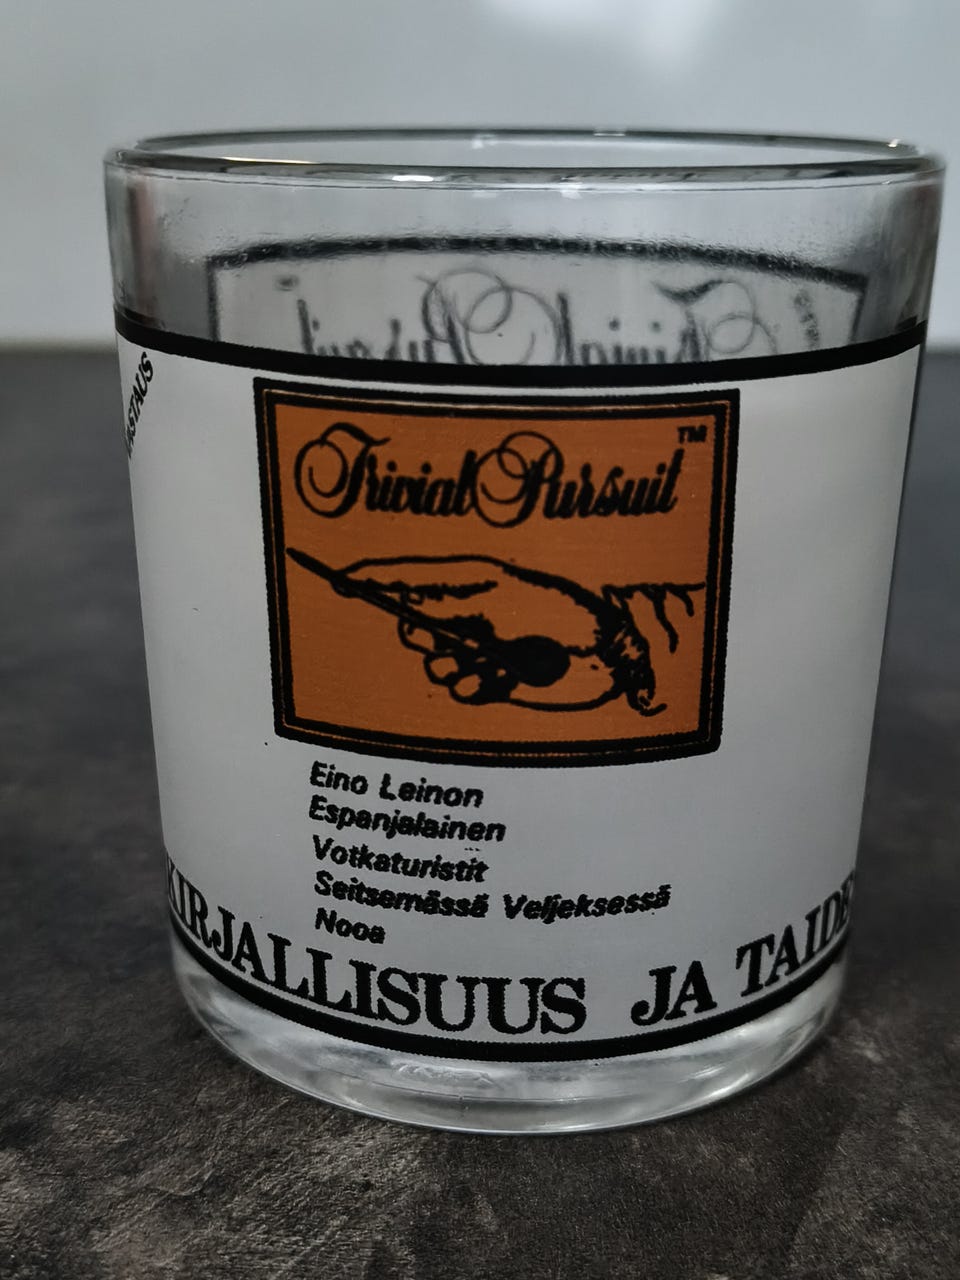 Trivial Pursuit
TM
Eino Leinon
Espanjalainen
Votkaturistit
Seitsemässä Veljeksessä
Nooa
KIRJALLISUUS JA TAIDE